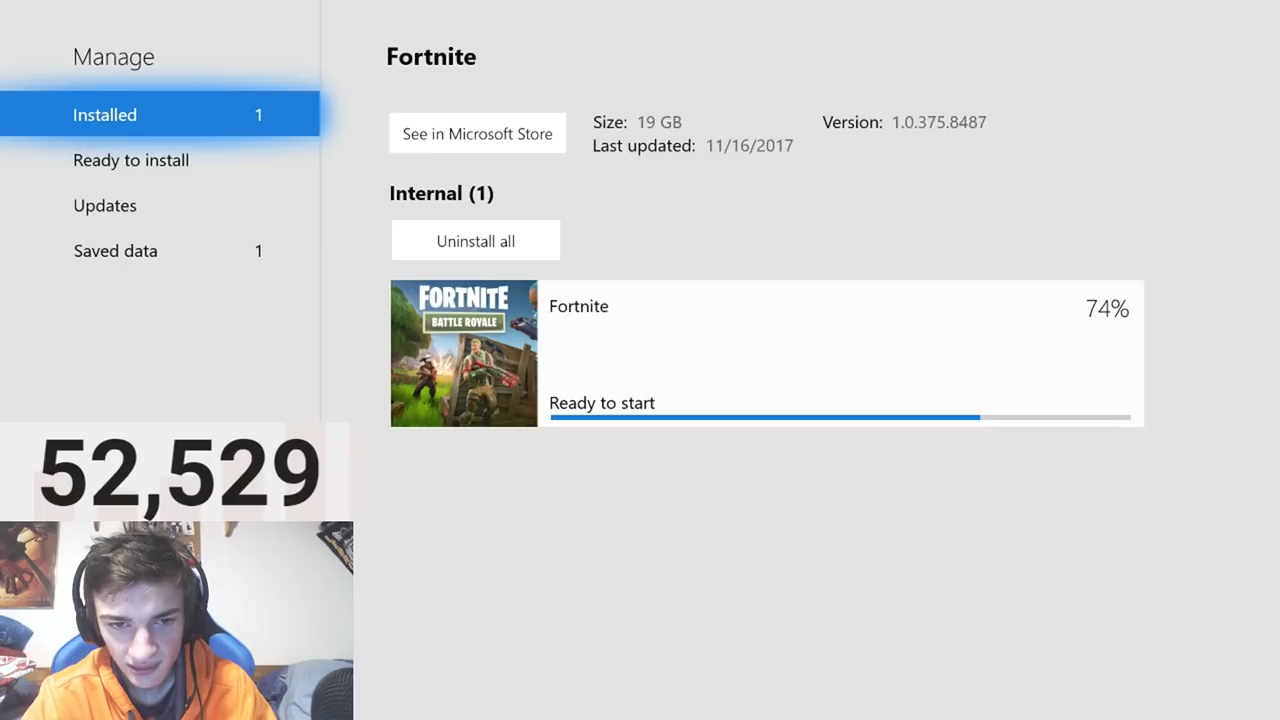 Manage
Installed 1
Ready to install
Updates
Saved data 1
Fortnite
See in Microsoft Store
Size: 19 GB
Last updated: 11/16/2017
Version: 1.0.375.8487
Internal (1)
Uninstall all
FORTNITE
BATTLE ROYALE
Fortnite
74%
Ready to start
52,529